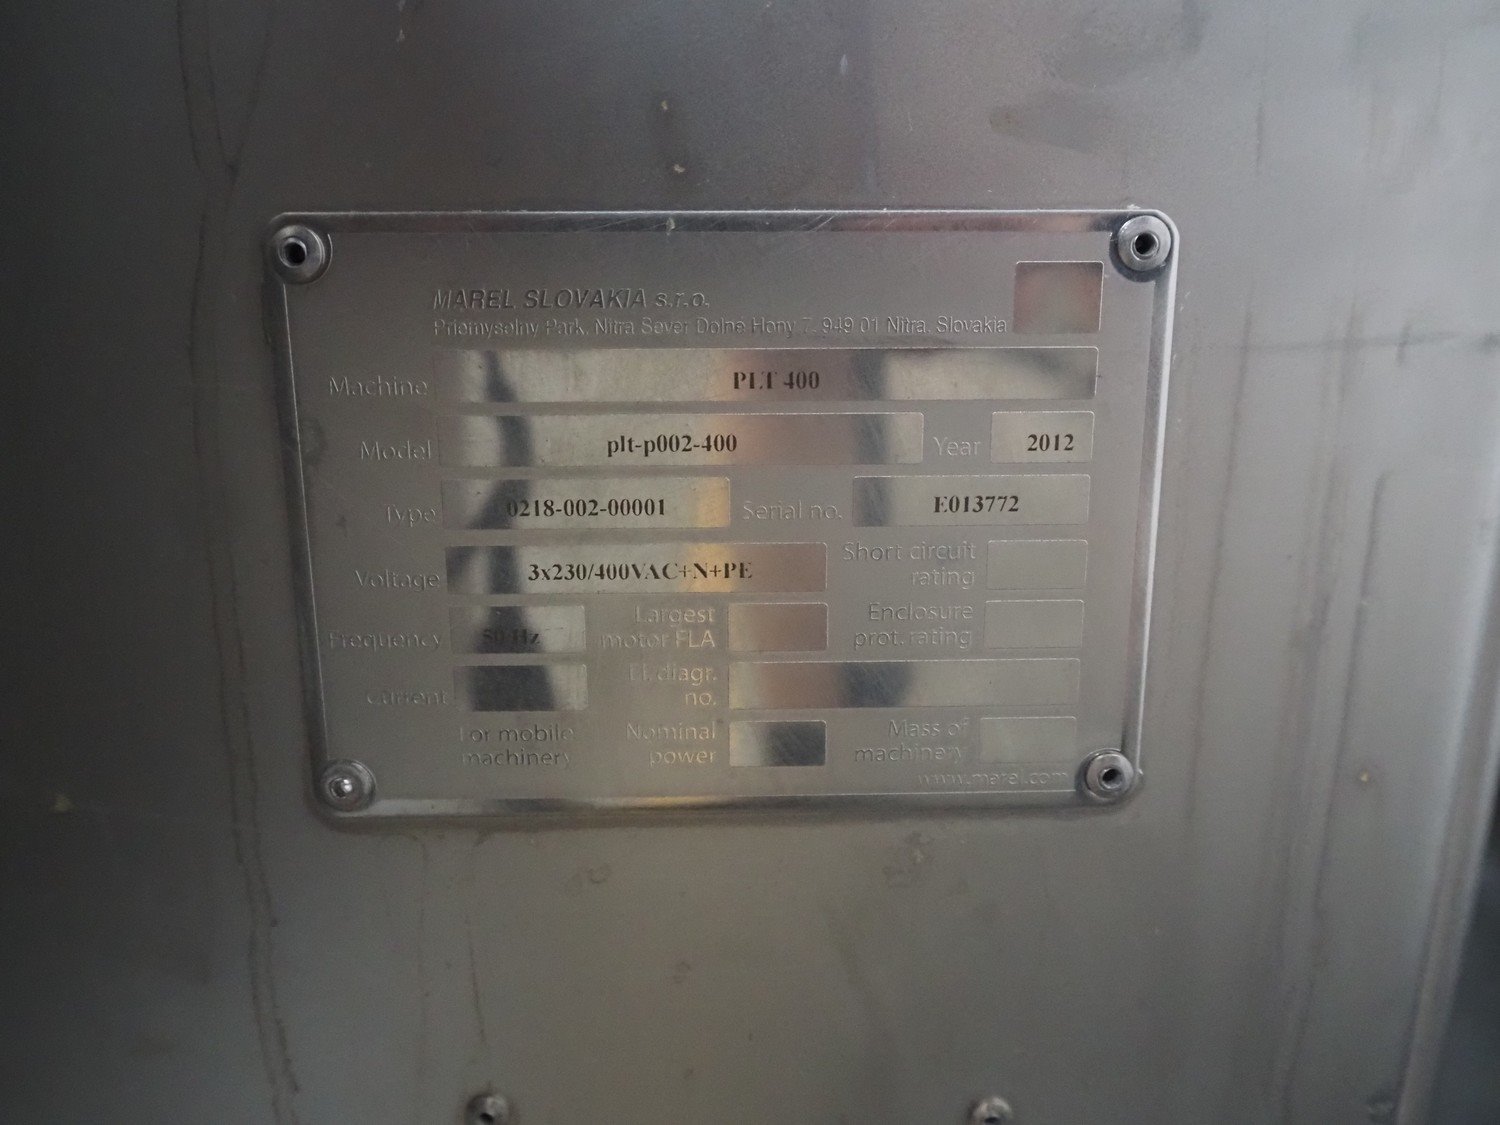 MAREL SLOVAKIA s.r.o.
Priemyselny Park, Nitra Sever Dolne Hony 7, 949 01 Nitra, Slovakia
Machine PLT 400
Model plt-p002-400 Year 2012
Type 0218-002-00001 Serial no. E013772
Voltage 3x230/400VAC+N+PE Short circuit rating
Frequency 50 Hz Largest motor FLA Enclosure prot. rating
Current El. diagr. no.
For mobile machinery Nominal power Mass of machinery
www.marel.com